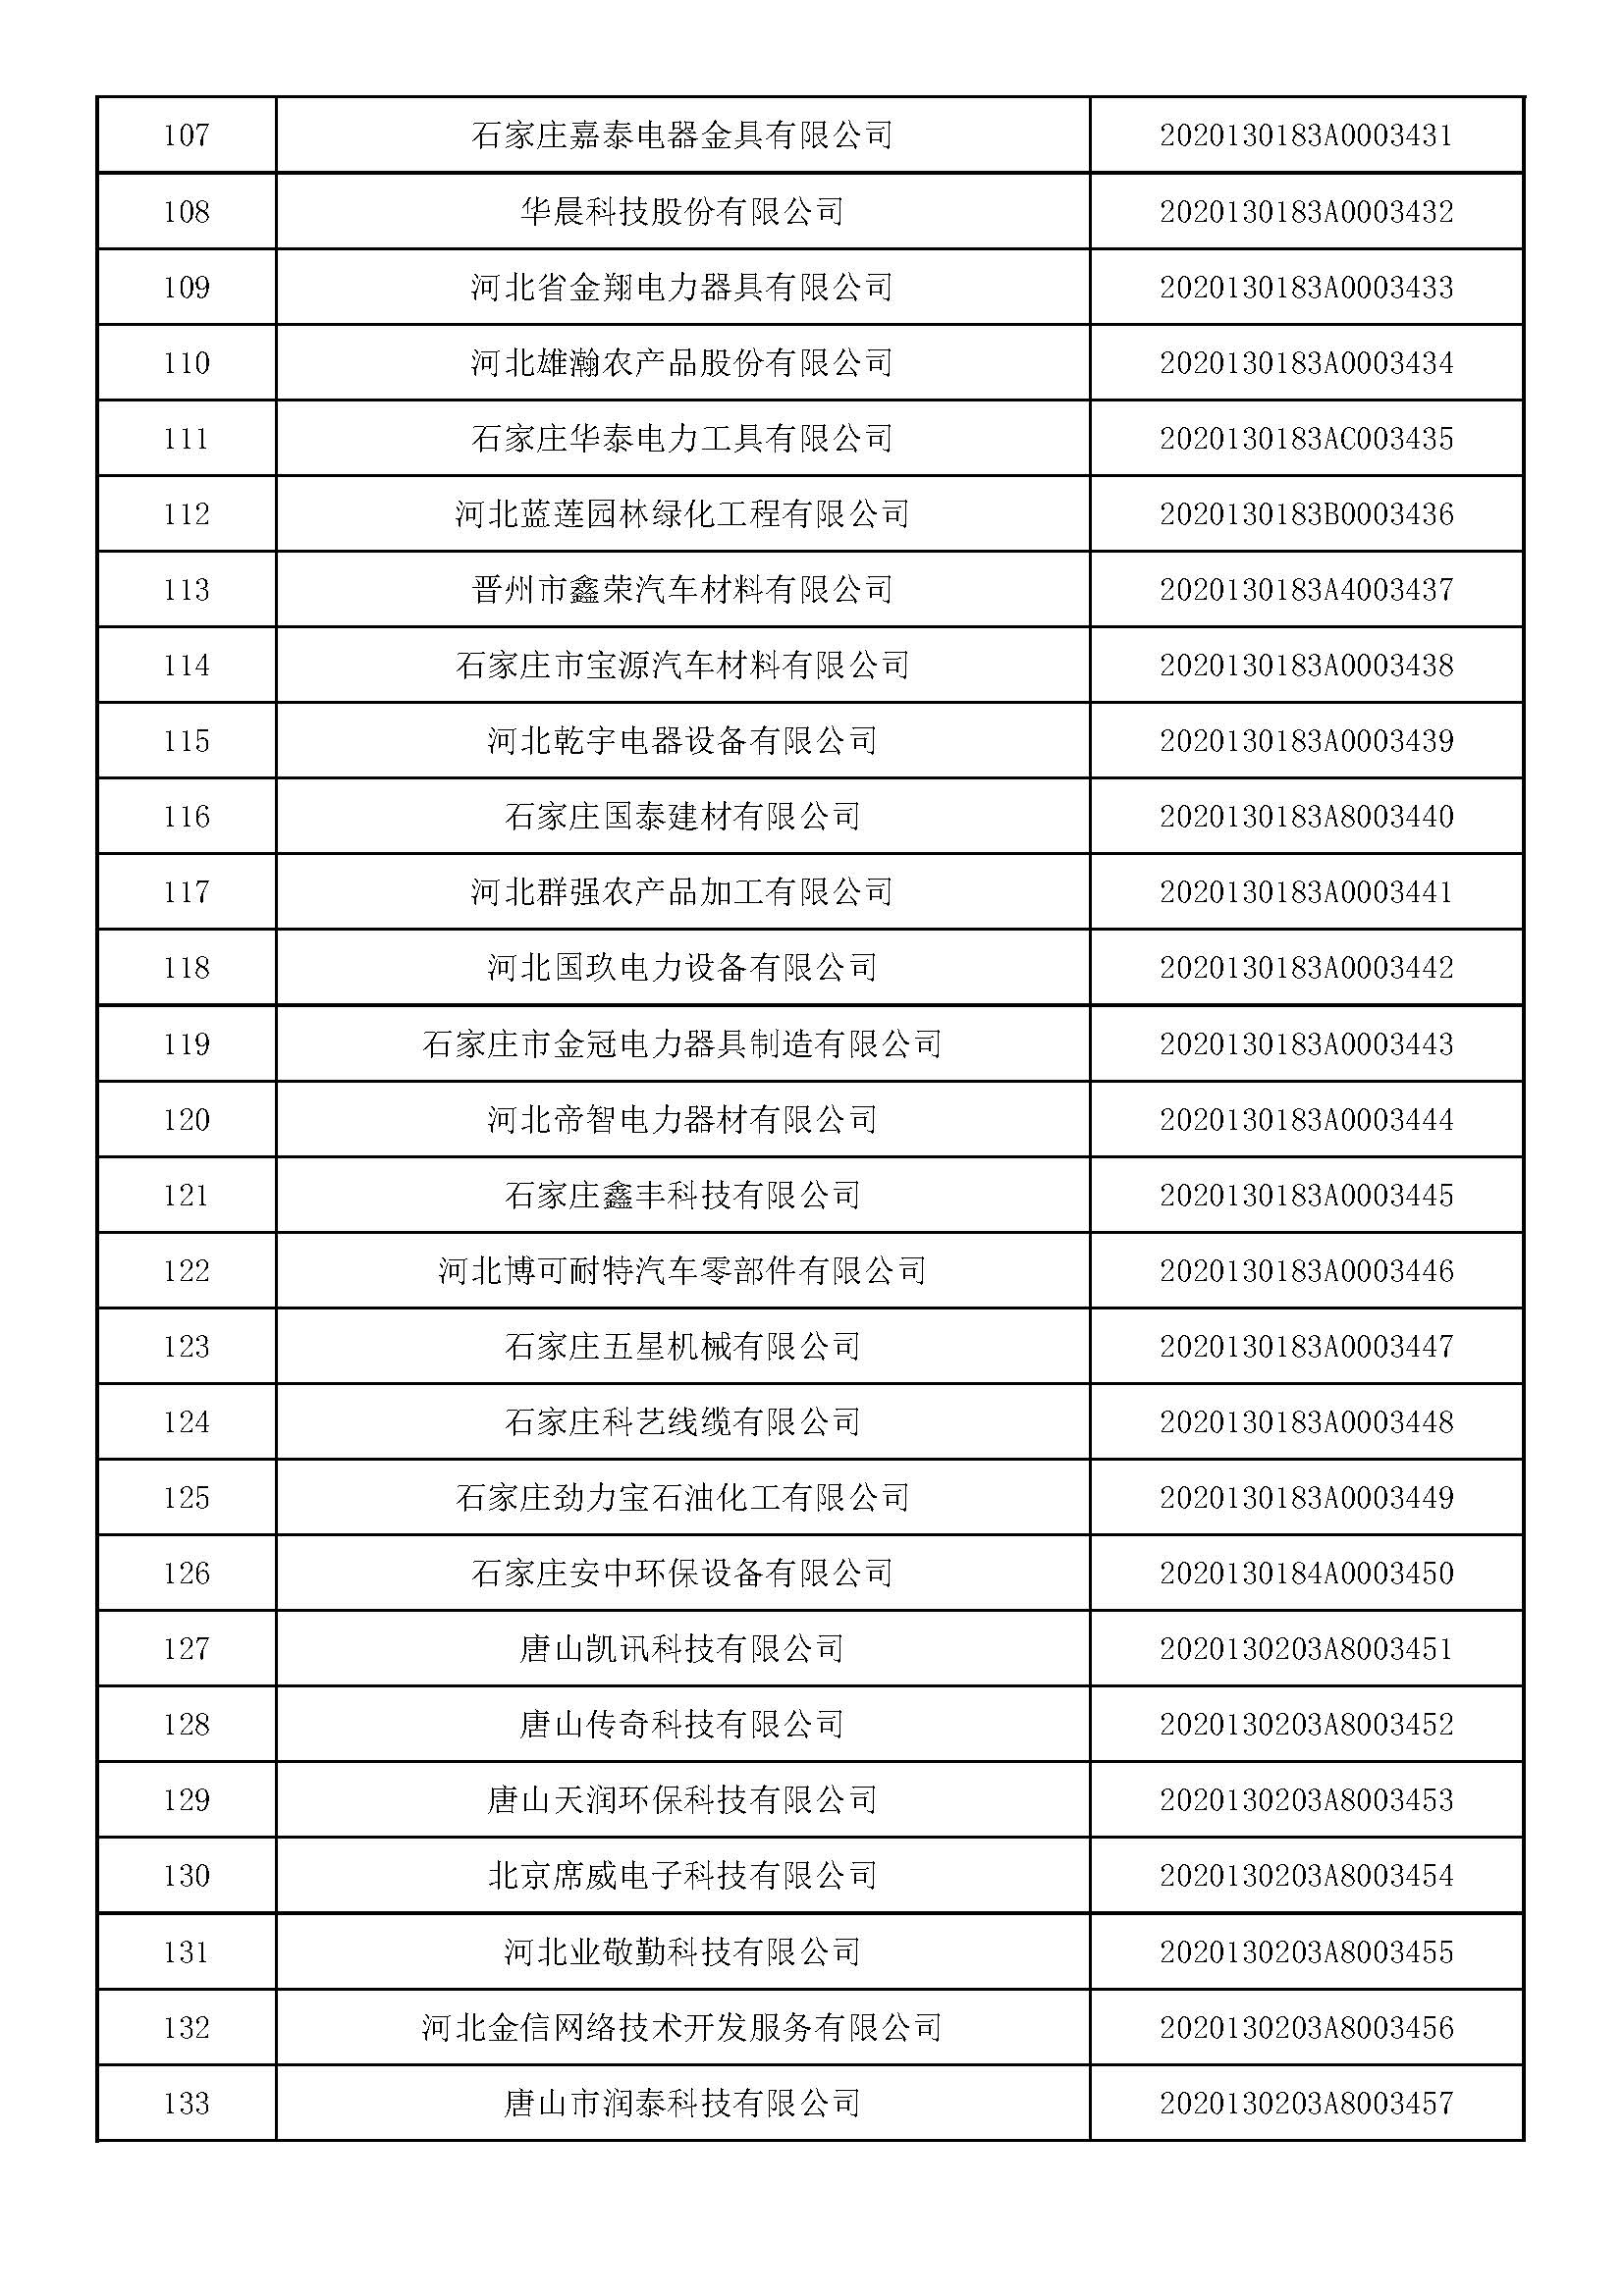 107 石家庄嘉泰电器金具有限公司 2020130183A0003431
108 华晨科技股份有限公司 2020130183A0003432
109 河北省金翔电力器具有限公司 2020130183A0003433
110 河北雄瀚农产品股份有限公司 2020130183A0003434
111 石家庄华泰电力工具有限公司 2020130183AC003435
112 河北蓝莲园林绿化工程有限公司 2020130183B0003436
113 晋州市鑫荣汽车材料有限公司 2020130183A4003437
114 石家庄市宝源汽车材料有限公司 2020130183A0003438
115 河北乾宇电器设备有限公司 2020130183A0003439
116 石家庄国泰建材有限公司 2020130183A8003440
117 河北群强农产品加工有限公司 2020130183A0003441
118 河北国玖电力设备有限公司 2020130183A0003442
119 石家庄市金冠电力器具制造有限公司 2020130183A0003443
120 河北帝智电力器材有限公司 2020130183A0003444
121 石家庄鑫丰科技有限公司 2020130183A0003445
122 河北博可耐特汽车零部件有限公司 2020130183A0003446
123 石家庄五星机械有限公司 2020130183A0003447
124 石家庄科艺线缆有限公司 2020130183A0003448
125 石家庄劲力宝石油化工有限公司 2020130183A0003449
126 石家庄安中环保设备有限公司 2020130184A0003450
127 唐山凯讯科技有限公司 2020130203A8003451
128 唐山传奇科技有限公司 2020130203A8003452
129 唐山天润环保科技有限公司 2020130203A8003453
130 北京席威电子科技有限公司 2020130203A8003454
131 河北业敬勤科技有限公司 2020130203A8003455
132 河北金信网络技术开发服务有限公司 2020130203A8003456
133 唐山市润泰科技有限公司 2020130203A8003457